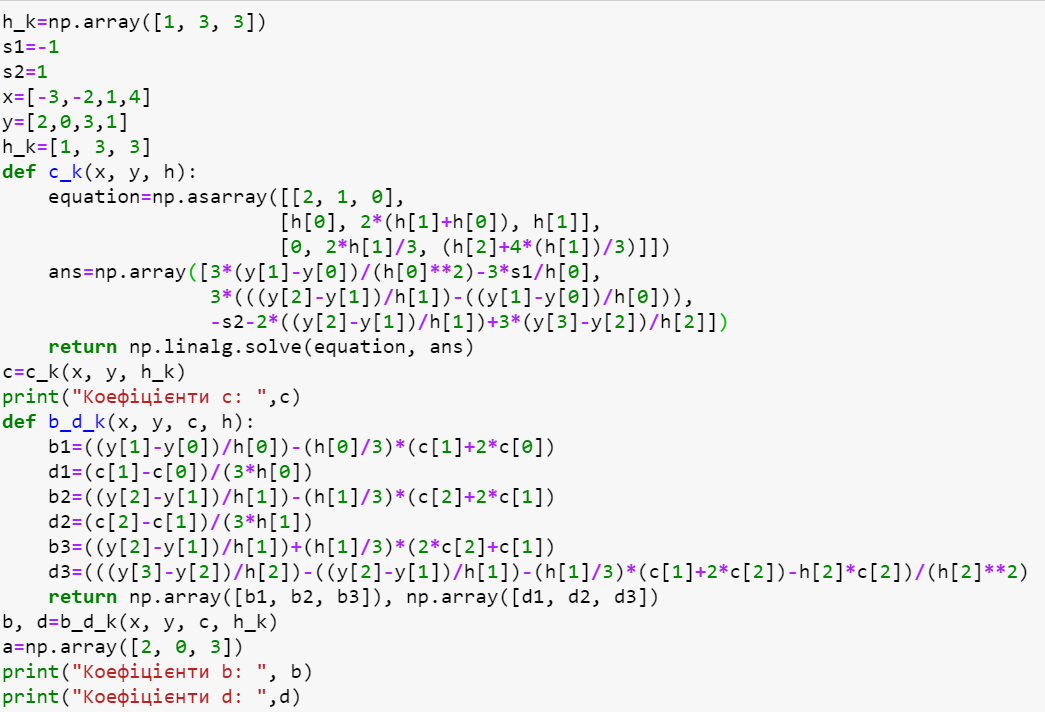 h_k=np.array([1, 3, 3])
s1=-1
s2=1
x=[-3,-2,1,4]
y=[2,0,3,1]
h_k=[1, 3, 3]
def c_k(x, y, h):
    equation=np.asarray([[2, 1, 0],
                         [h[0], 2*(h[1]+h[0]), h[1]],
                         [0, 2*h[1]/3, (h[2]+4*(h[1])/3)]])
    ans=np.array([3*(y[1]-y[0])/(h[0]**2)-3*s1/h[0],
                  3*(((y[2]-y[1])/h[1])-((y[1]-y[0])/h[0])),
                  -s2-2*((y[2]-y[1])/h[1])+3*(y[3]-y[2])/h[2]])
    return np.linalg.solve(equation, ans)
c=c_k(x, y, h_k)
print("Коефіцієнти c: ",c)
def b_d_k(x, y, c, h):
    b1=((y[1]-y[0])/h[0])-(h[0]/3)*(c[1]+2*c[0])
    d1=(c[1]-c[0])/(3*h[0])
    b2=((y[2]-y[1])/h[1])-(h[1]/3)*(c[2]+2*c[1])
    d2=(c[2]-c[1])/(3*h[1])
    b3=((y[2]-y[1])/h[1])+(h[1]/3)*(2*c[2]+c[1])
    d3=(((y[3]-y[2])/h[2])-((y[2]-y[1])/h[1])-(h[1]/3)*(c[1]+2*c[2])-h[2]*c[2])/(h[2]**2)
    return np.array([b1, b2, b3]), np.array([d1, d2, d3])
b, d=b_d_k(x, y, c, h_k)
a=np.array([2, 0, 3])
print("Коефіцієнти b: ", b)
print("Коефіцієнти d: ",d)